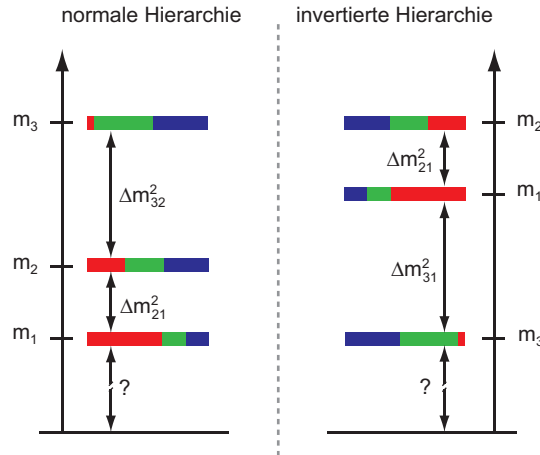 normale Hierarchie
m₃
Δm²₃₂
m₂
Δm²₂₁
m₁
?
invertierte Hierarchie
m₂
Δm²₂₁
m₁
Δm²₃₁
m₃
?